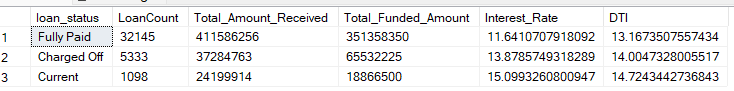 loan_status LoanCount Total_Amount_Received Total_Funded_Amount Interest_Rate DTI
1 Fully Paid 32145 411586256 351358350 11.6410707918092 13.1673507557434
2 Charged Off 5333 37284763 65532225 13.8785749318289 14.0047328005517
3 Current 1098 24199914 18866500 15.0993260800947 14.7243442736843